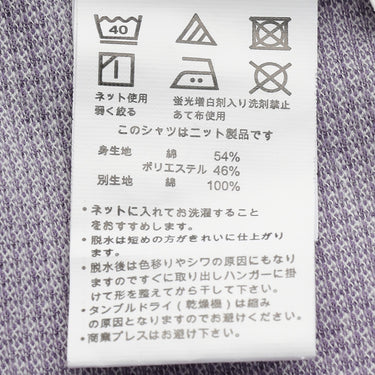 40
ネット使用
弱く絞る
蛍光増白剤入り洗剤禁止
あて布使用
このシャツはニット製品です
身生地 綿 54%
ポリエステル 46%
別生地 綿 100%
・ネットに入れてお洗濯すること
をおすすめします。
・脱水は短めの方がきれいに仕上がり
ます。
・脱水後は色移りやシワの原因にもなり
ますのですぐに取り出しハンガーに掛
けて形を整えてから干して下さい。
・タンブルドライ(乾燥機)は縮み
の原因となりますのでお避けください。
・商業プレスはお避け下さい。